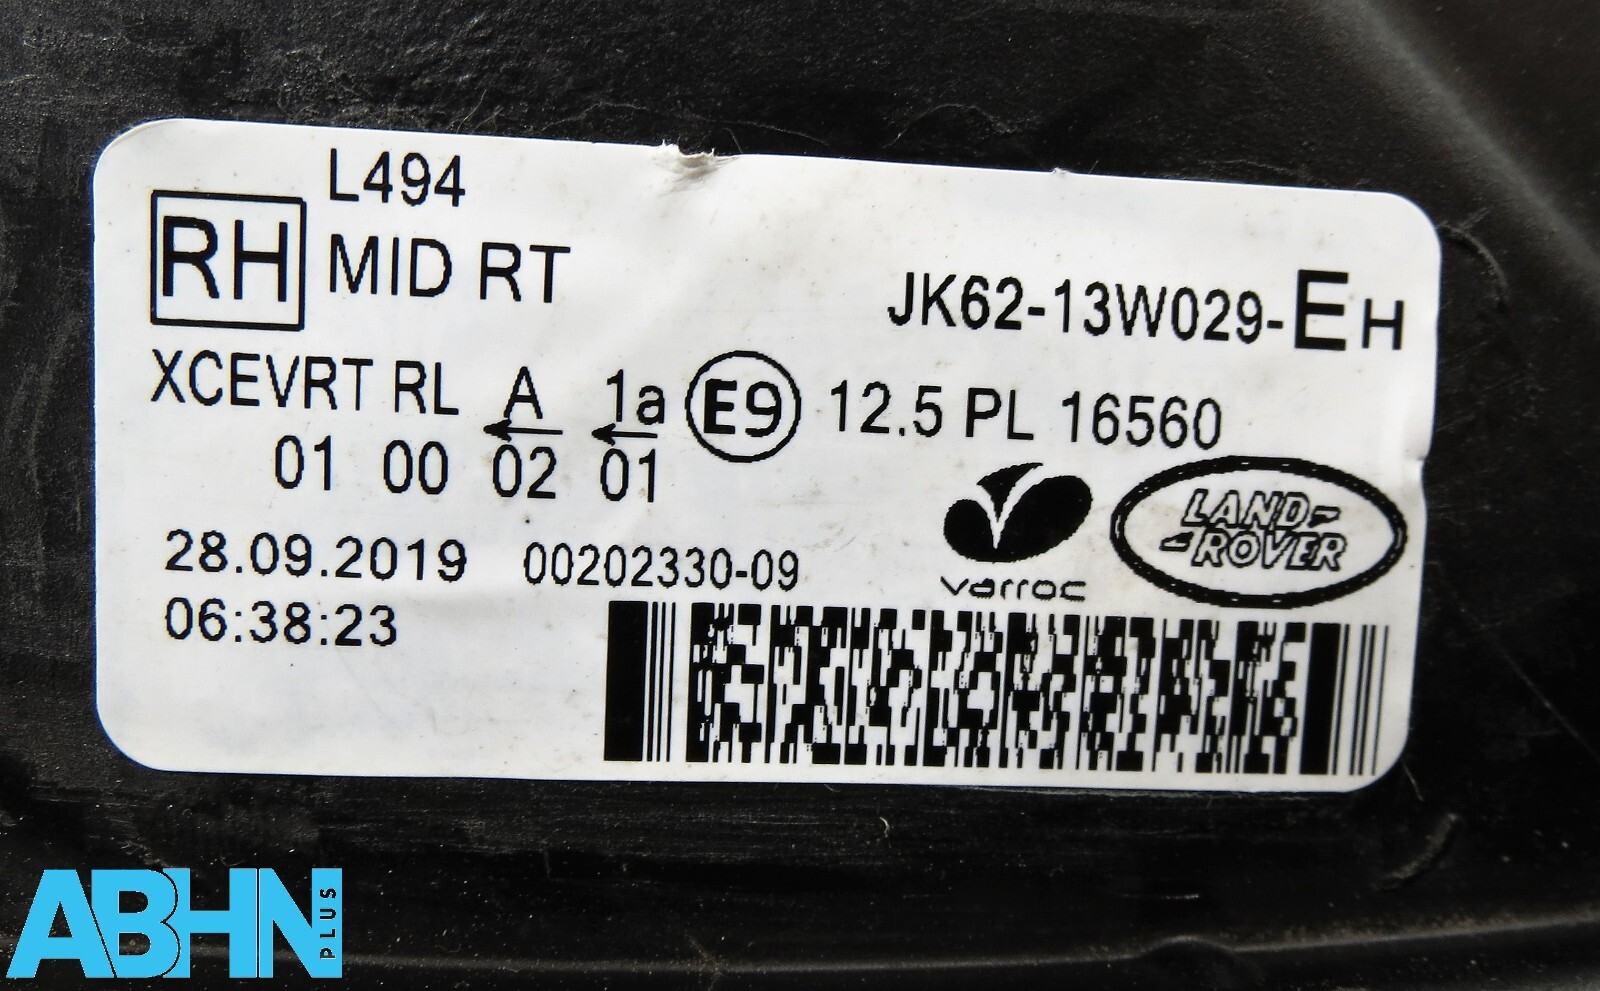 L494
RH MID RT
JK62-13W029-EH
XCEVRT RL A 1a E9 12.5 PL 16560
01 00 02 01
28.09.2019 00202330-09
06:38:23
varroc
LAND-
-ROVER
ABHN PLUS